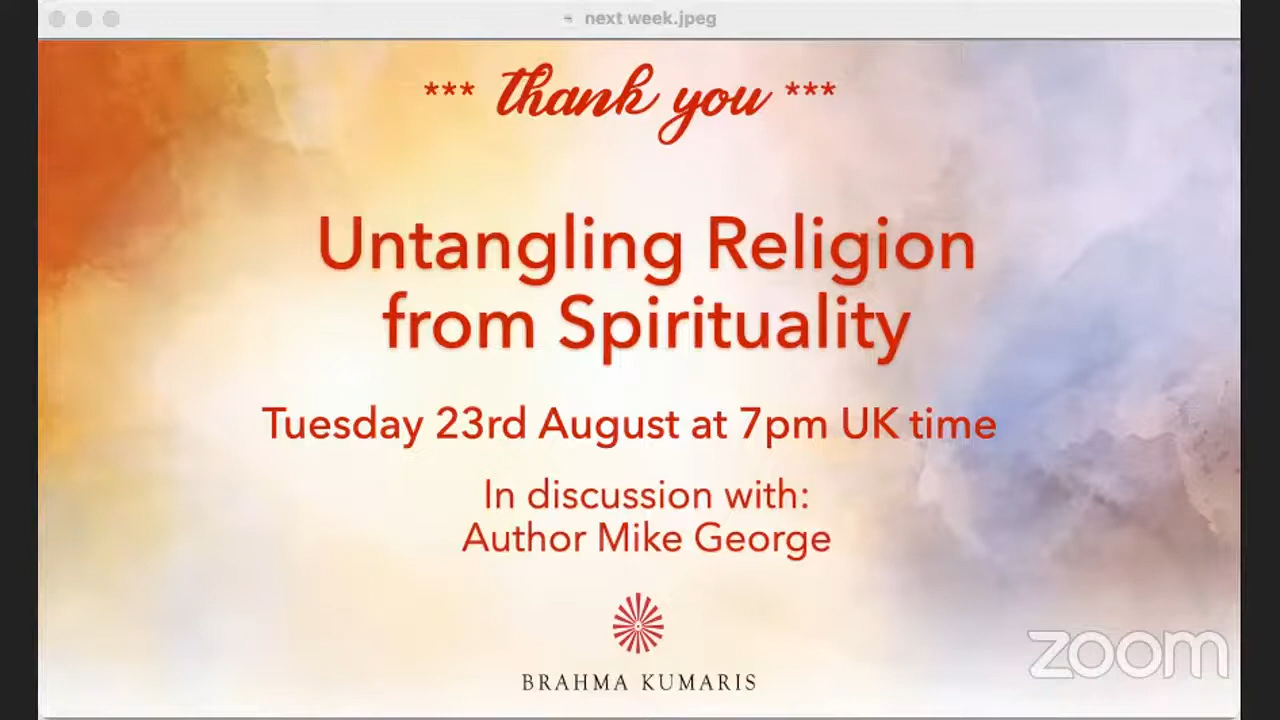 next week.jpeg
*** thank you ***
Untangling Religion
from Spirituality
Tuesday 23rd August at 7pm UK time
In discussion with:
Author Mike George
BRAHMA KUMARIS
zoom